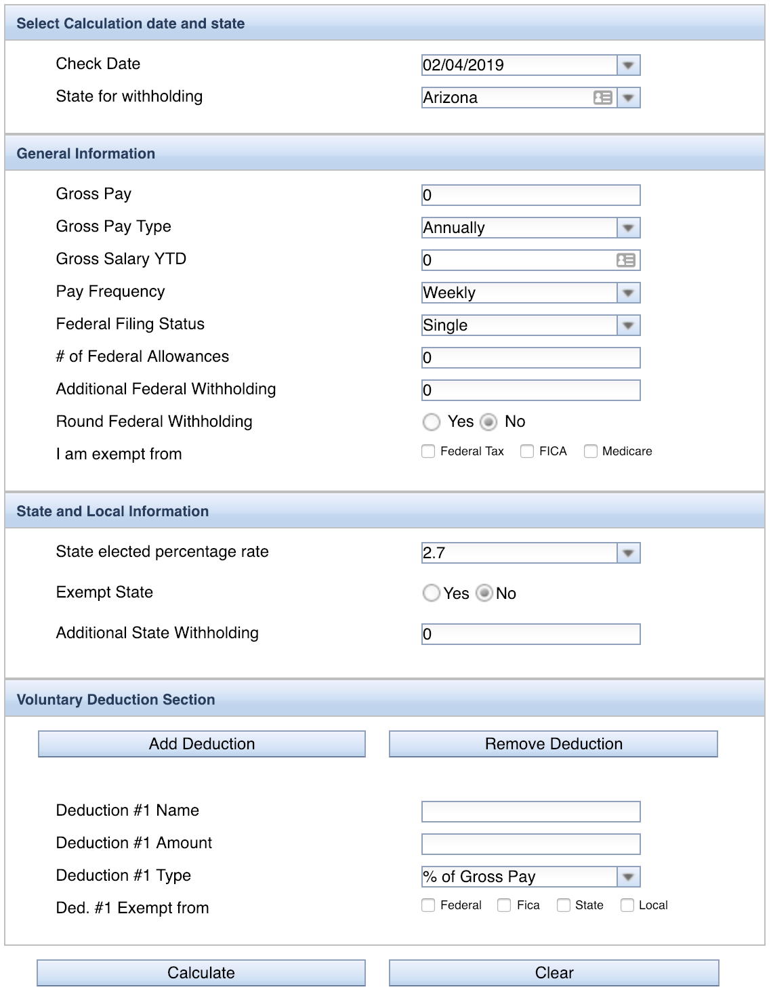 Select Calculation date and state
Check Date 02/04/2019
State for withholding Arizona
General Information
Gross Pay 0
Gross Pay Type Annually
Gross Salary YTD 0
Pay Frequency Weekly
Federal Filing Status Single
# of Federal Allowances 0
Additional Federal Withholding 0
Round Federal Withholding Yes No
I am exempt from Federal Tax FICA Medicare
State and Local Information
State elected percentage rate 2.7
Exempt State Yes No
Additional State Withholding 0
Voluntary Deduction Section
Add Deduction Remove Deduction
Deduction #1 Name
Deduction #1 Amount
Deduction #1 Type % of Gross Pay
Ded. #1 Exempt from Federal Fica State Local
Calculate Clear